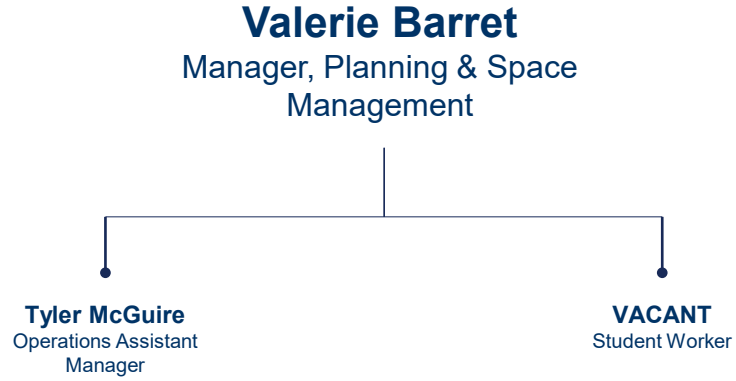 Valerie Barret
Manager, Planning & Space
Management
Tyler McGuire
Operations Assistant
Manager
VACANT
Student Worker